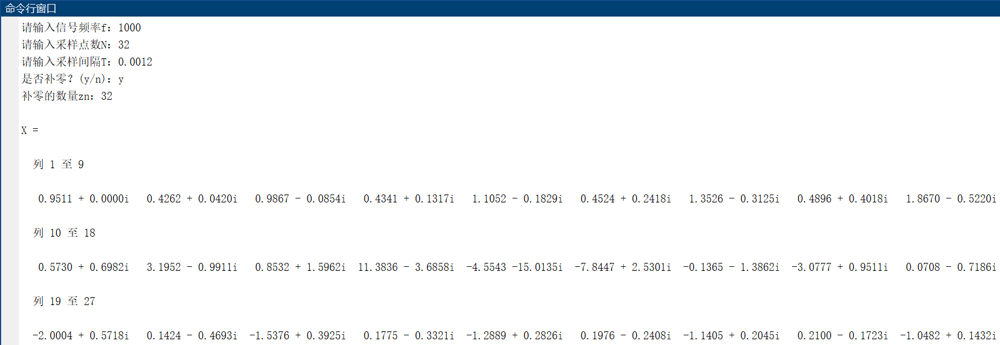 命令行窗口
请输入信号频率f: 1000
请输入采样点数N: 32
请输入采样间隔T: 0.0012
是否补零? (y/n): y
补零的数量zn: 32
X =
列 1 至 9
0.9511 + 0.0000i 0.4262 + 0.0420i 0.9867 - 0.0854i 0.4341 + 0.1317i 1.1052 - 0.1829i 0.4524 + 0.2418i 1.3526 - 0.3125i 0.4896 + 0.4018i 1.8670 - 0.5220i
列 10 至 18
0.5730 + 0.6982i 3.1952 - 0.9911i 0.8532 + 1.5962i 11.3836 - 3.6858i -4.5543 -15.0135i -7.8447 + 2.5301i -0.1365 - 1.3862i -3.0777 + 0.9511i 0.0708 - 0.7186i
列 19 至 27
-2.0004 + 0.5718i 0.1424 - 0.4693i -1.5376 + 0.3925i 0.1775 - 0.3321i -1.2889 + 0.2826i 0.1976 - 0.2408i -1.1405 + 0.2045i 0.2100 - 0.1723i -1.0482 + 0.1432i